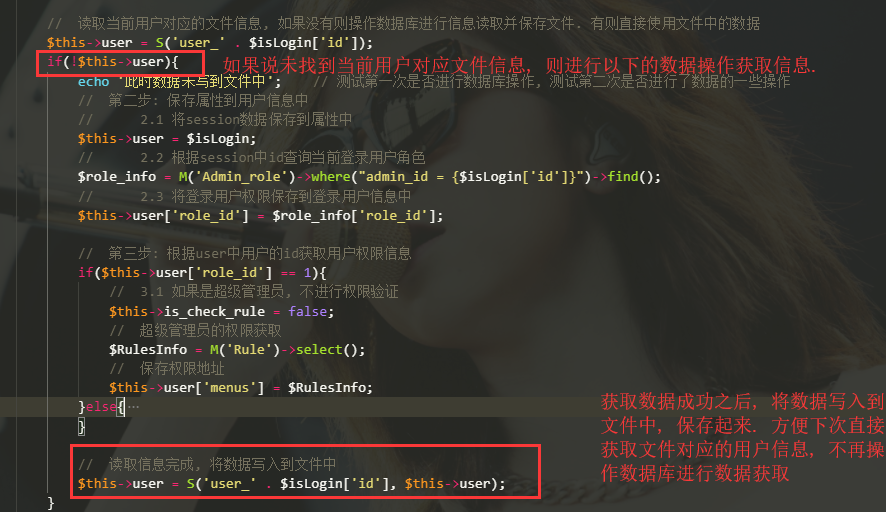 // 读取当前用户对应的文件信息, 如果没有则操作数据库进行信息读取并保存文件. 有则直接使用文件中的数据
$this->user = S('user_' . $isLogin['id']);
if(!$this->user){ 如果说未找到当前用户对应文件信息, 则进行以下的数据操作获取信息.
echo '此时数据未写到文件中'; // 测试第一次是否进行数据库操作, 测试第二次是否进行了数据的一些操作
// 第二步: 保存属性到用户信息中
// 2.1 将session数据保存到属性中
$this->user = $isLogin;
// 2.2 根据session中id查询当前登录用户角色
$role_info = M('Admin_role')->where("admin_id = {$isLogin['id']}")->find();
// 2.3 将登录用户权限保存到登录用户信息中
$this->user['role_id'] = $role_info['role_id'];
// 第三步: 根据user中用户的id获取用户权限信息
if($this->user['role_id'] == 1){
// 3.1 如果是超级管理员, 不进行权限验证
$this->is_check_rule = false;
// 超级管理员的权限获取
$RulesInfo = M('Rule')->select();
// 保存权限地址
$this->user['menus'] = $RulesInfo;
}else{…
}
获取数据成功之后, 将数据写入到
文件中, 保存起来. 方便下次直接
获取文件对应的用户信息, 不再操
作数据库进行数据获取
// 读取信息完成, 将数据写入到文件中
$this->user = S('user_' . $isLogin['id'], $this->user);
}